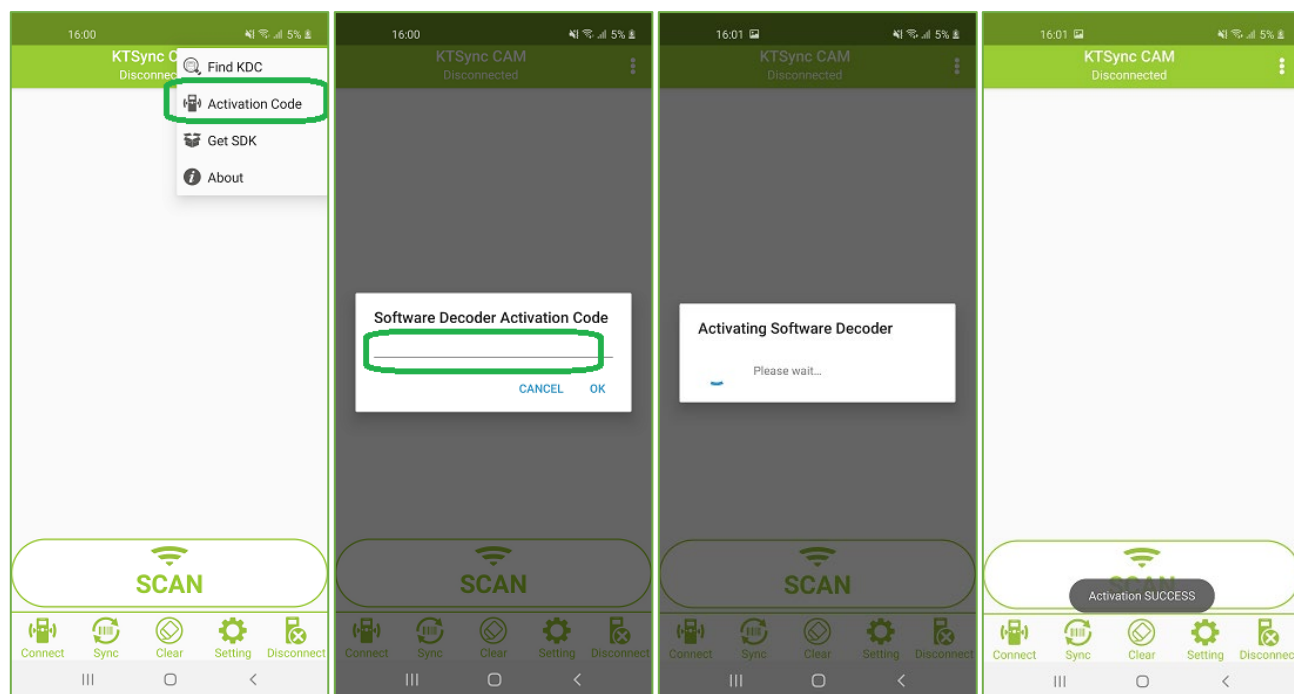 16:00 5%
KTSync C
Disconnec
Find KDC
Activation Code
Get SDK
About
SCAN
Connect Sync Clear Setting Disconnect
16:00 5%
KTSync CAM
Disconnected
Software Decoder Activation Code
CANCEL OK
SCAN
Connect Sync Clear Setting Disconnect
16:01 5%
KTSync CAM
Disconnected
Activating Software Decoder
Please wait...
SCAN
Connect Sync Clear Setting Disconnect
16:01 5%
KTSync CAM
Disconnected
Activation SUCCESS
Connect Sync Clear Setting Disconnec